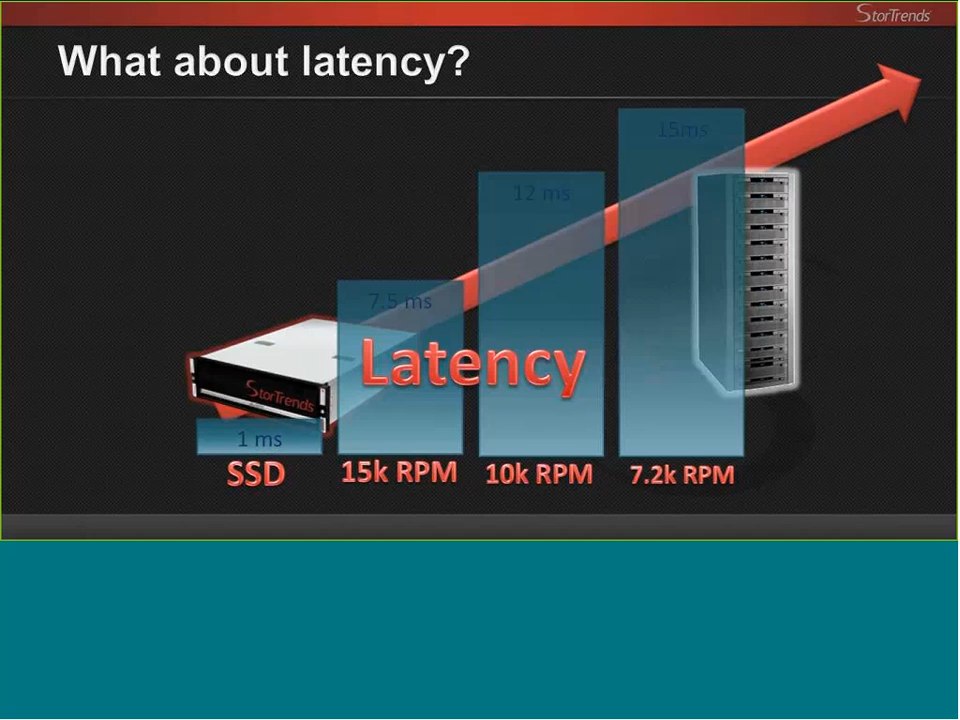 StorTrends
What about latency?
15ms
12 ms
7.5 ms
Latency
StorTrends
1 ms
SSD
15k RPM
10k RPM
7.2k RPM